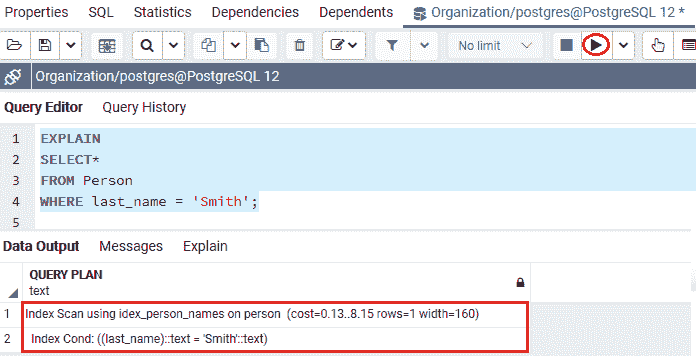 Properties SQL Statistics Dependencies Dependents Organization/postgres@PostgreSQL 12 *
No limit
Organization/postgres@PostgreSQL 12
Query Editor Query History
1 EXPLAIN
2 SELECT*
3 FROM Person
4 WHERE last_name = 'Smith';
5
Data Output Messages Explain
QUERY PLAN
text
1 Index Scan using idex_person_names on person (cost=0.13..8.15 rows=1 width=160)
2 Index Cond: ((last_name)::text = 'Smith'::text)